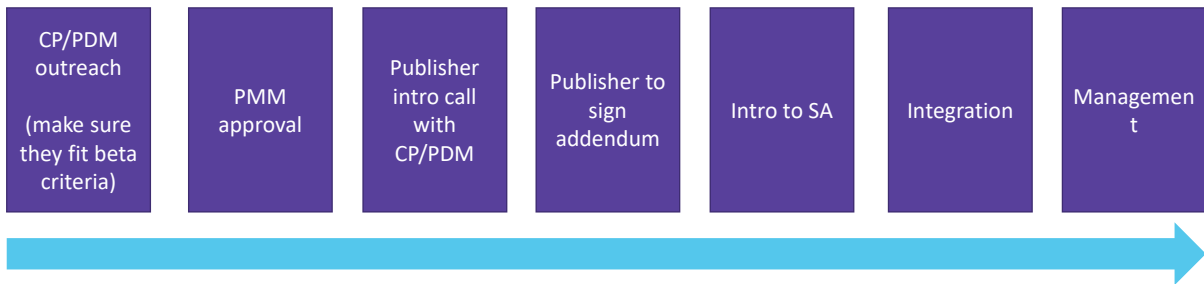 CP/PDM
outreach
(make sure
they fit beta
criteria)
PMM
approval
Publisher
intro call
with
CP/PDM
Publisher to
sign
addendum
Intro to SA
Integration
Managemen
t